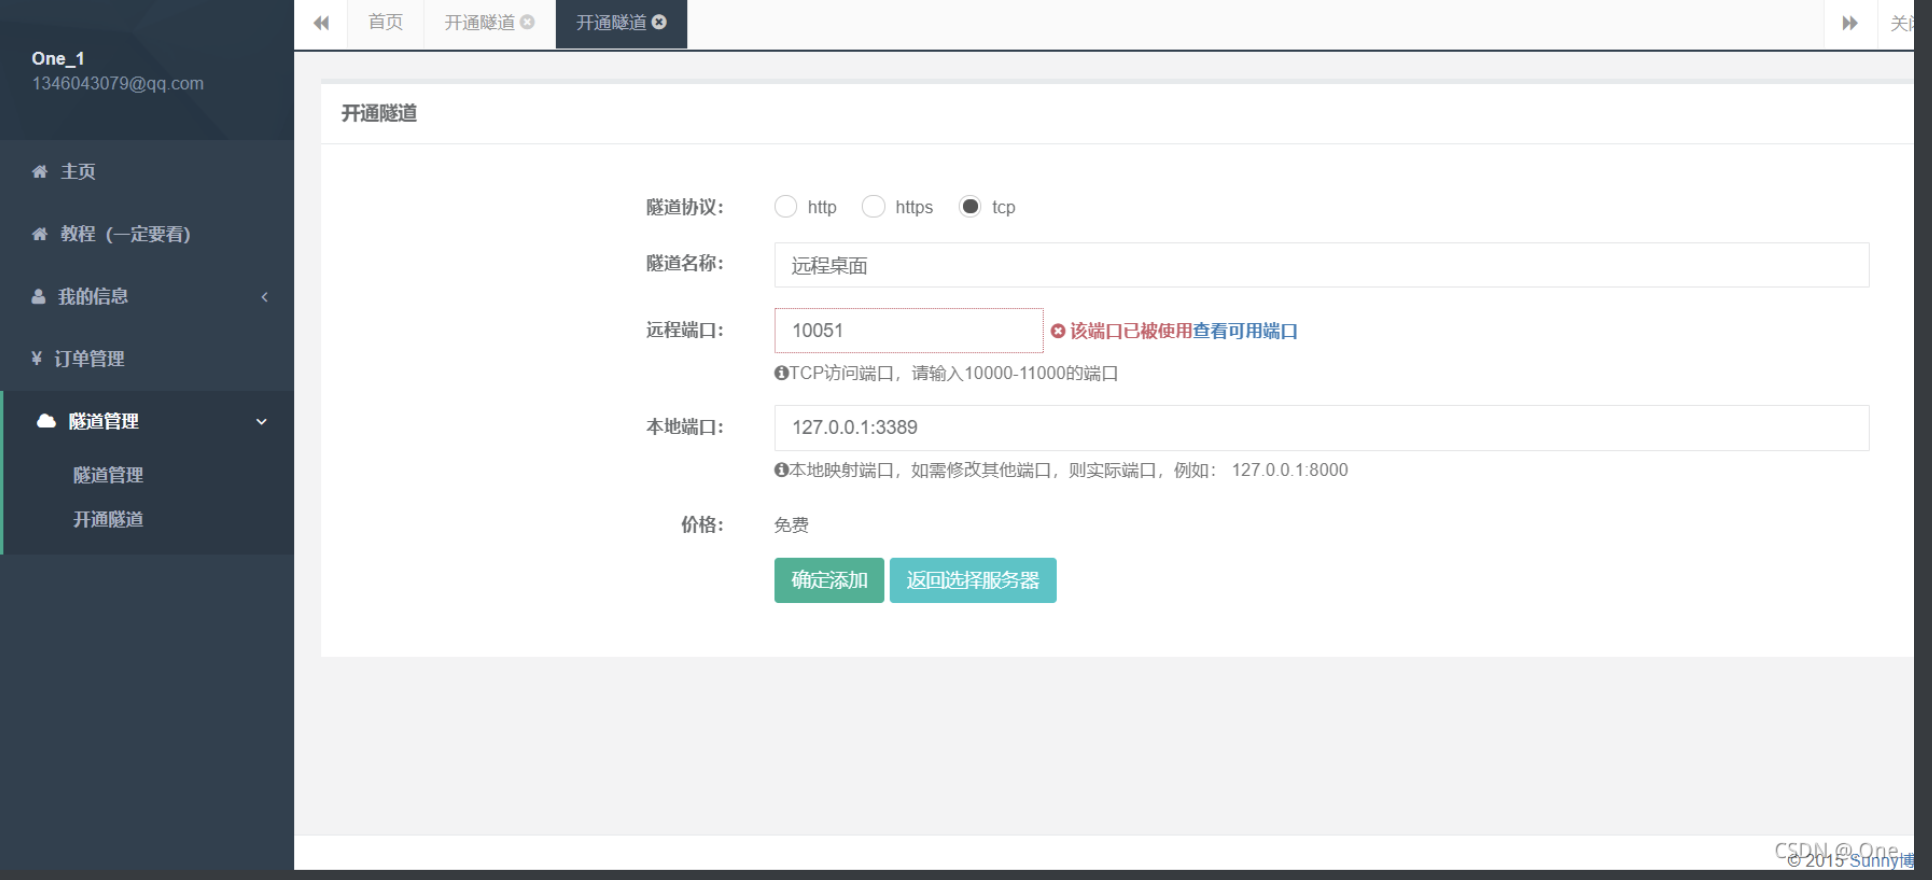 One_1
1346043079@qq.com
主页
教程（一定要看）
我的信息
¥ 订单管理
隧道管理
隧道管理
开通隧道
首页
开通隧道
开通隧道
开通隧道
隧道协议：
http
https
tcp
隧道名称：
远程桌面
远程端口：
10051
该端口已被使用查看可用端口
TCP访问端口，请输入10000-11000的端口
本地端口：
127.0.0.1:3389
本地映射端口，如需修改其他端口，则实际端口，例如： 127.0.0.1:8000
价格：
免费
确定添加
返回选择服务器
CSDN @One_
© 2015 Sunny博